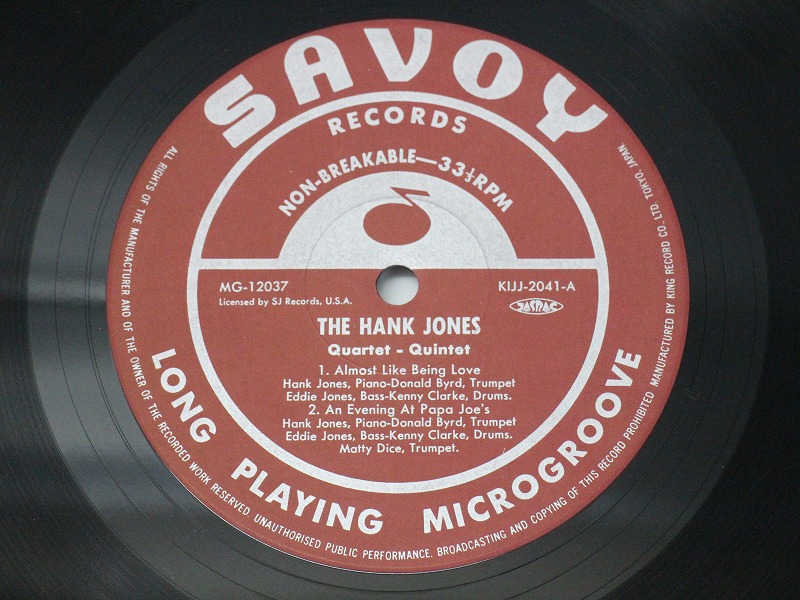 SAVOY
RECORDS
NON-BREAKABLE—33⅓RPM
MG-12037
Licensed by SJ Records, U.S.A.
KIJJ-2041-A
JASRAC
THE HANK JONES
Quartet - Quintet
1. Almost Like Being Love
Hank Jones, Piano-Donald Byrd, Trumpet
Eddie Jones, Bass-Kenny Clarke, Drums.
2. An Evening At Papa Joe's
Hank Jones, Piano-Donald Byrd, Trumpet
Eddie Jones, Bass-Kenny Clarke, Drums.
Matty Dice, Trumpet.
LONG PLAYING MICROGROOVE
ALL RIGHTS OF THE MANUFACTURER AND OF THE OWNER OF THE RECORDED WORK RESERVED. UNAUTHORISED PUBLIC PERFORMANCE. BROADCASTING AND COPYING OF THIS RECORD PROHIBITED MANUFACTURED BY KING RECORD CO., LTD. TOKYO, JAPAN.